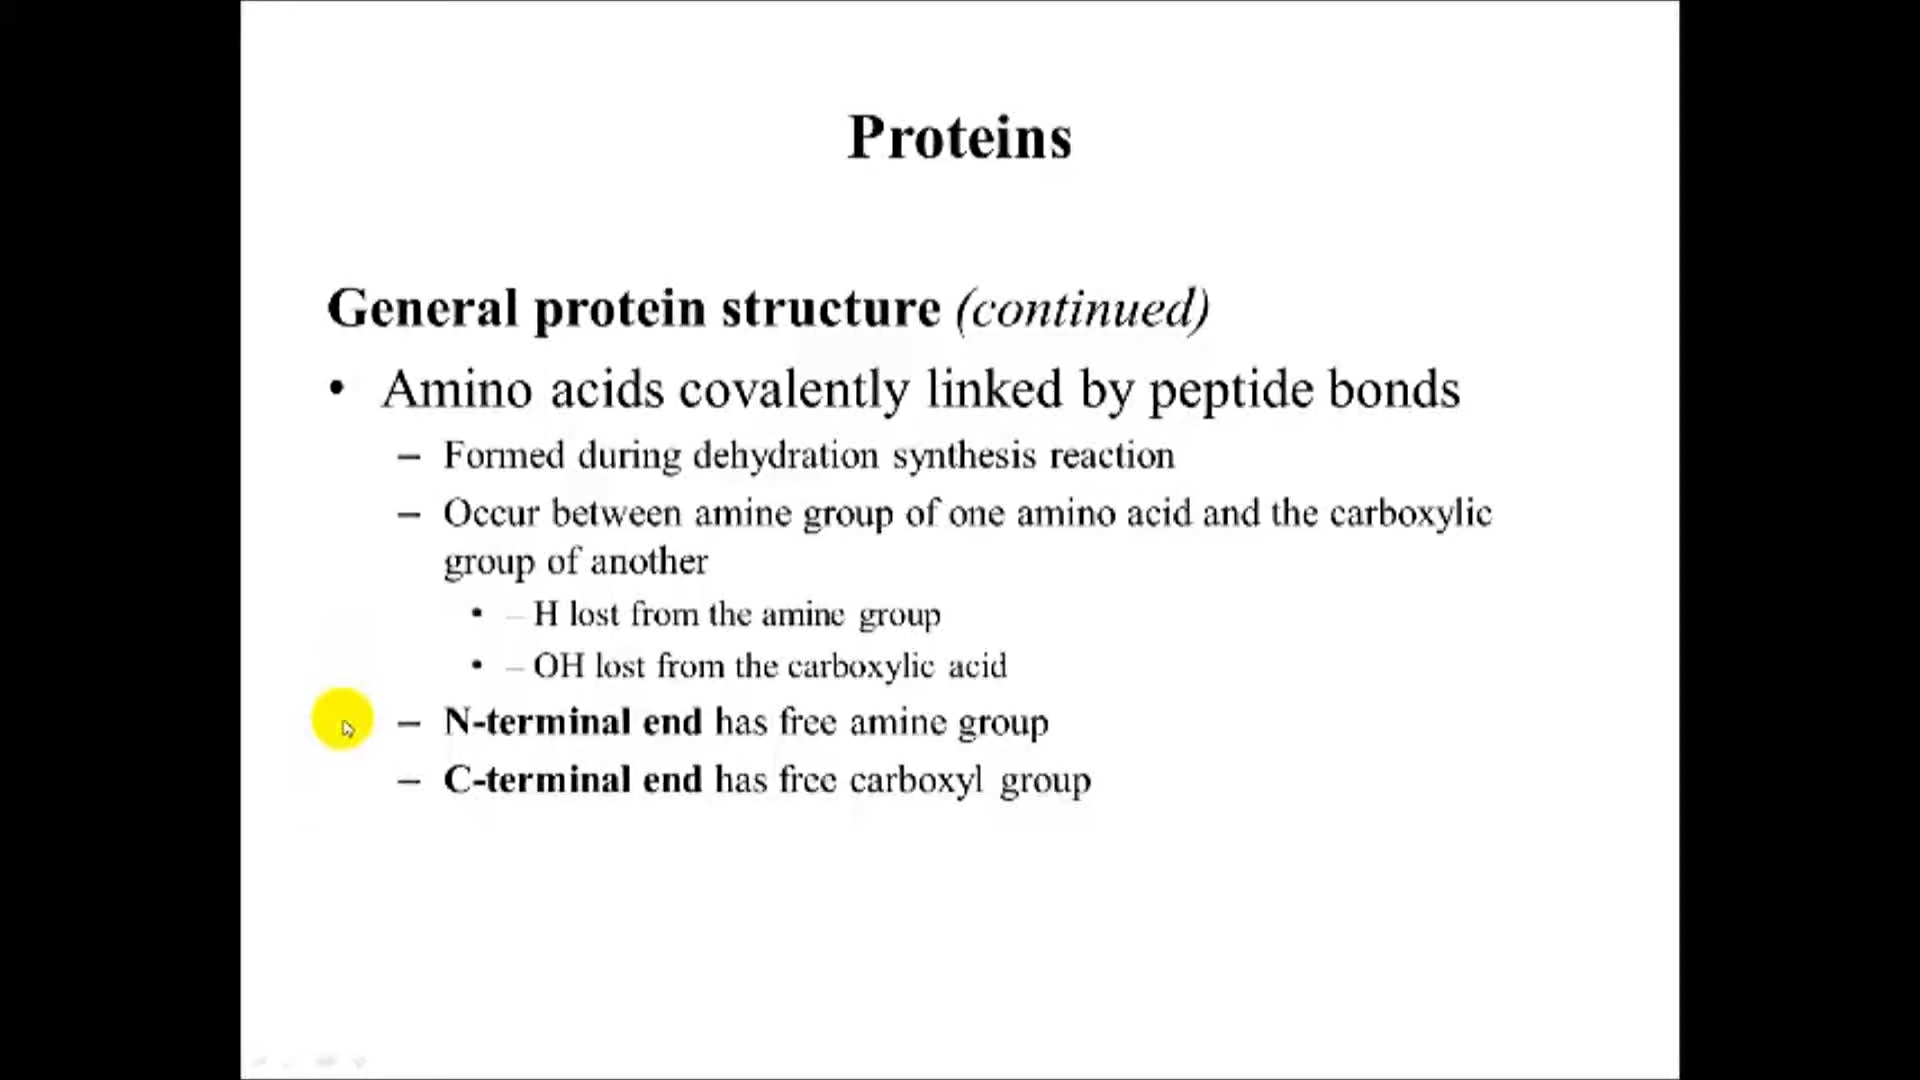 Proteins
General protein structure (continued)
• Amino acids covalently linked by peptide bonds
– Formed during dehydration synthesis reaction
– Occur between amine group of one amino acid and the carboxylic
group of another
• – H lost from the amine group
• – OH lost from the carboxylic acid
– N-terminal end has free amine group
– C-terminal end has free carboxyl group